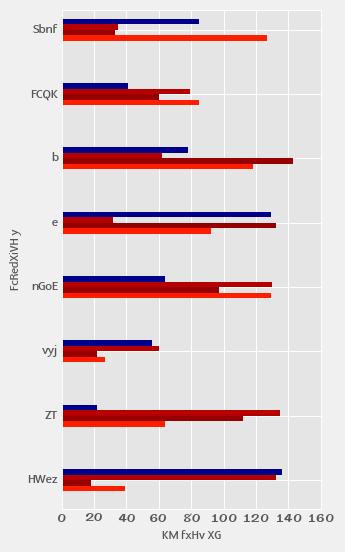 Sbnf
FCQK
b
e
nGoE
vyj
ZT
HWez
FcRedXiVH y
0 20 40 60 80 100 120 140 160
KM fxHv XG